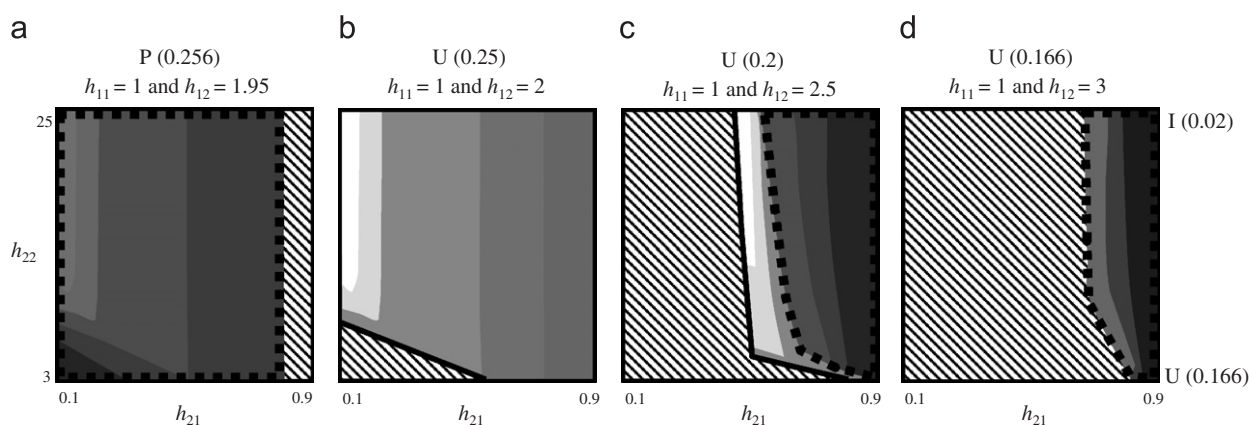 a
b
c
d
P (0.256)
h11 = 1 and h12 = 1.95
U (0.25)
h11 = 1 and h12 = 2
U (0.2)
h11 = 1 and h12 = 2.5
U (0.166)
h11 = 1 and h12 = 3
25
h22
3
0.1
0.9
h21
0.1
0.9
h21
0.1
0.9
h21
0.1
0.9
h21
I (0.02)
U (0.166)